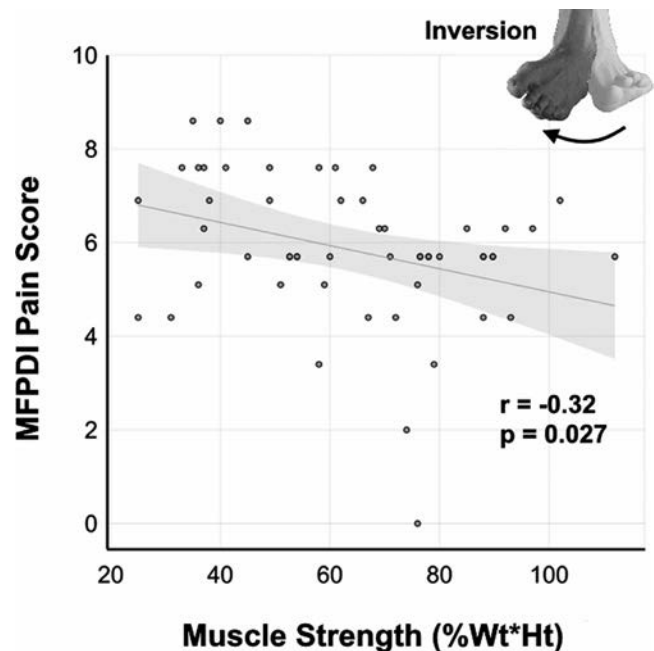 Inversion
10
8
6
4
2
0
MFPDI Pain Score
r = -0.32
p = 0.027
20 40 60 80 100
Muscle Strength (%Wt*Ht)